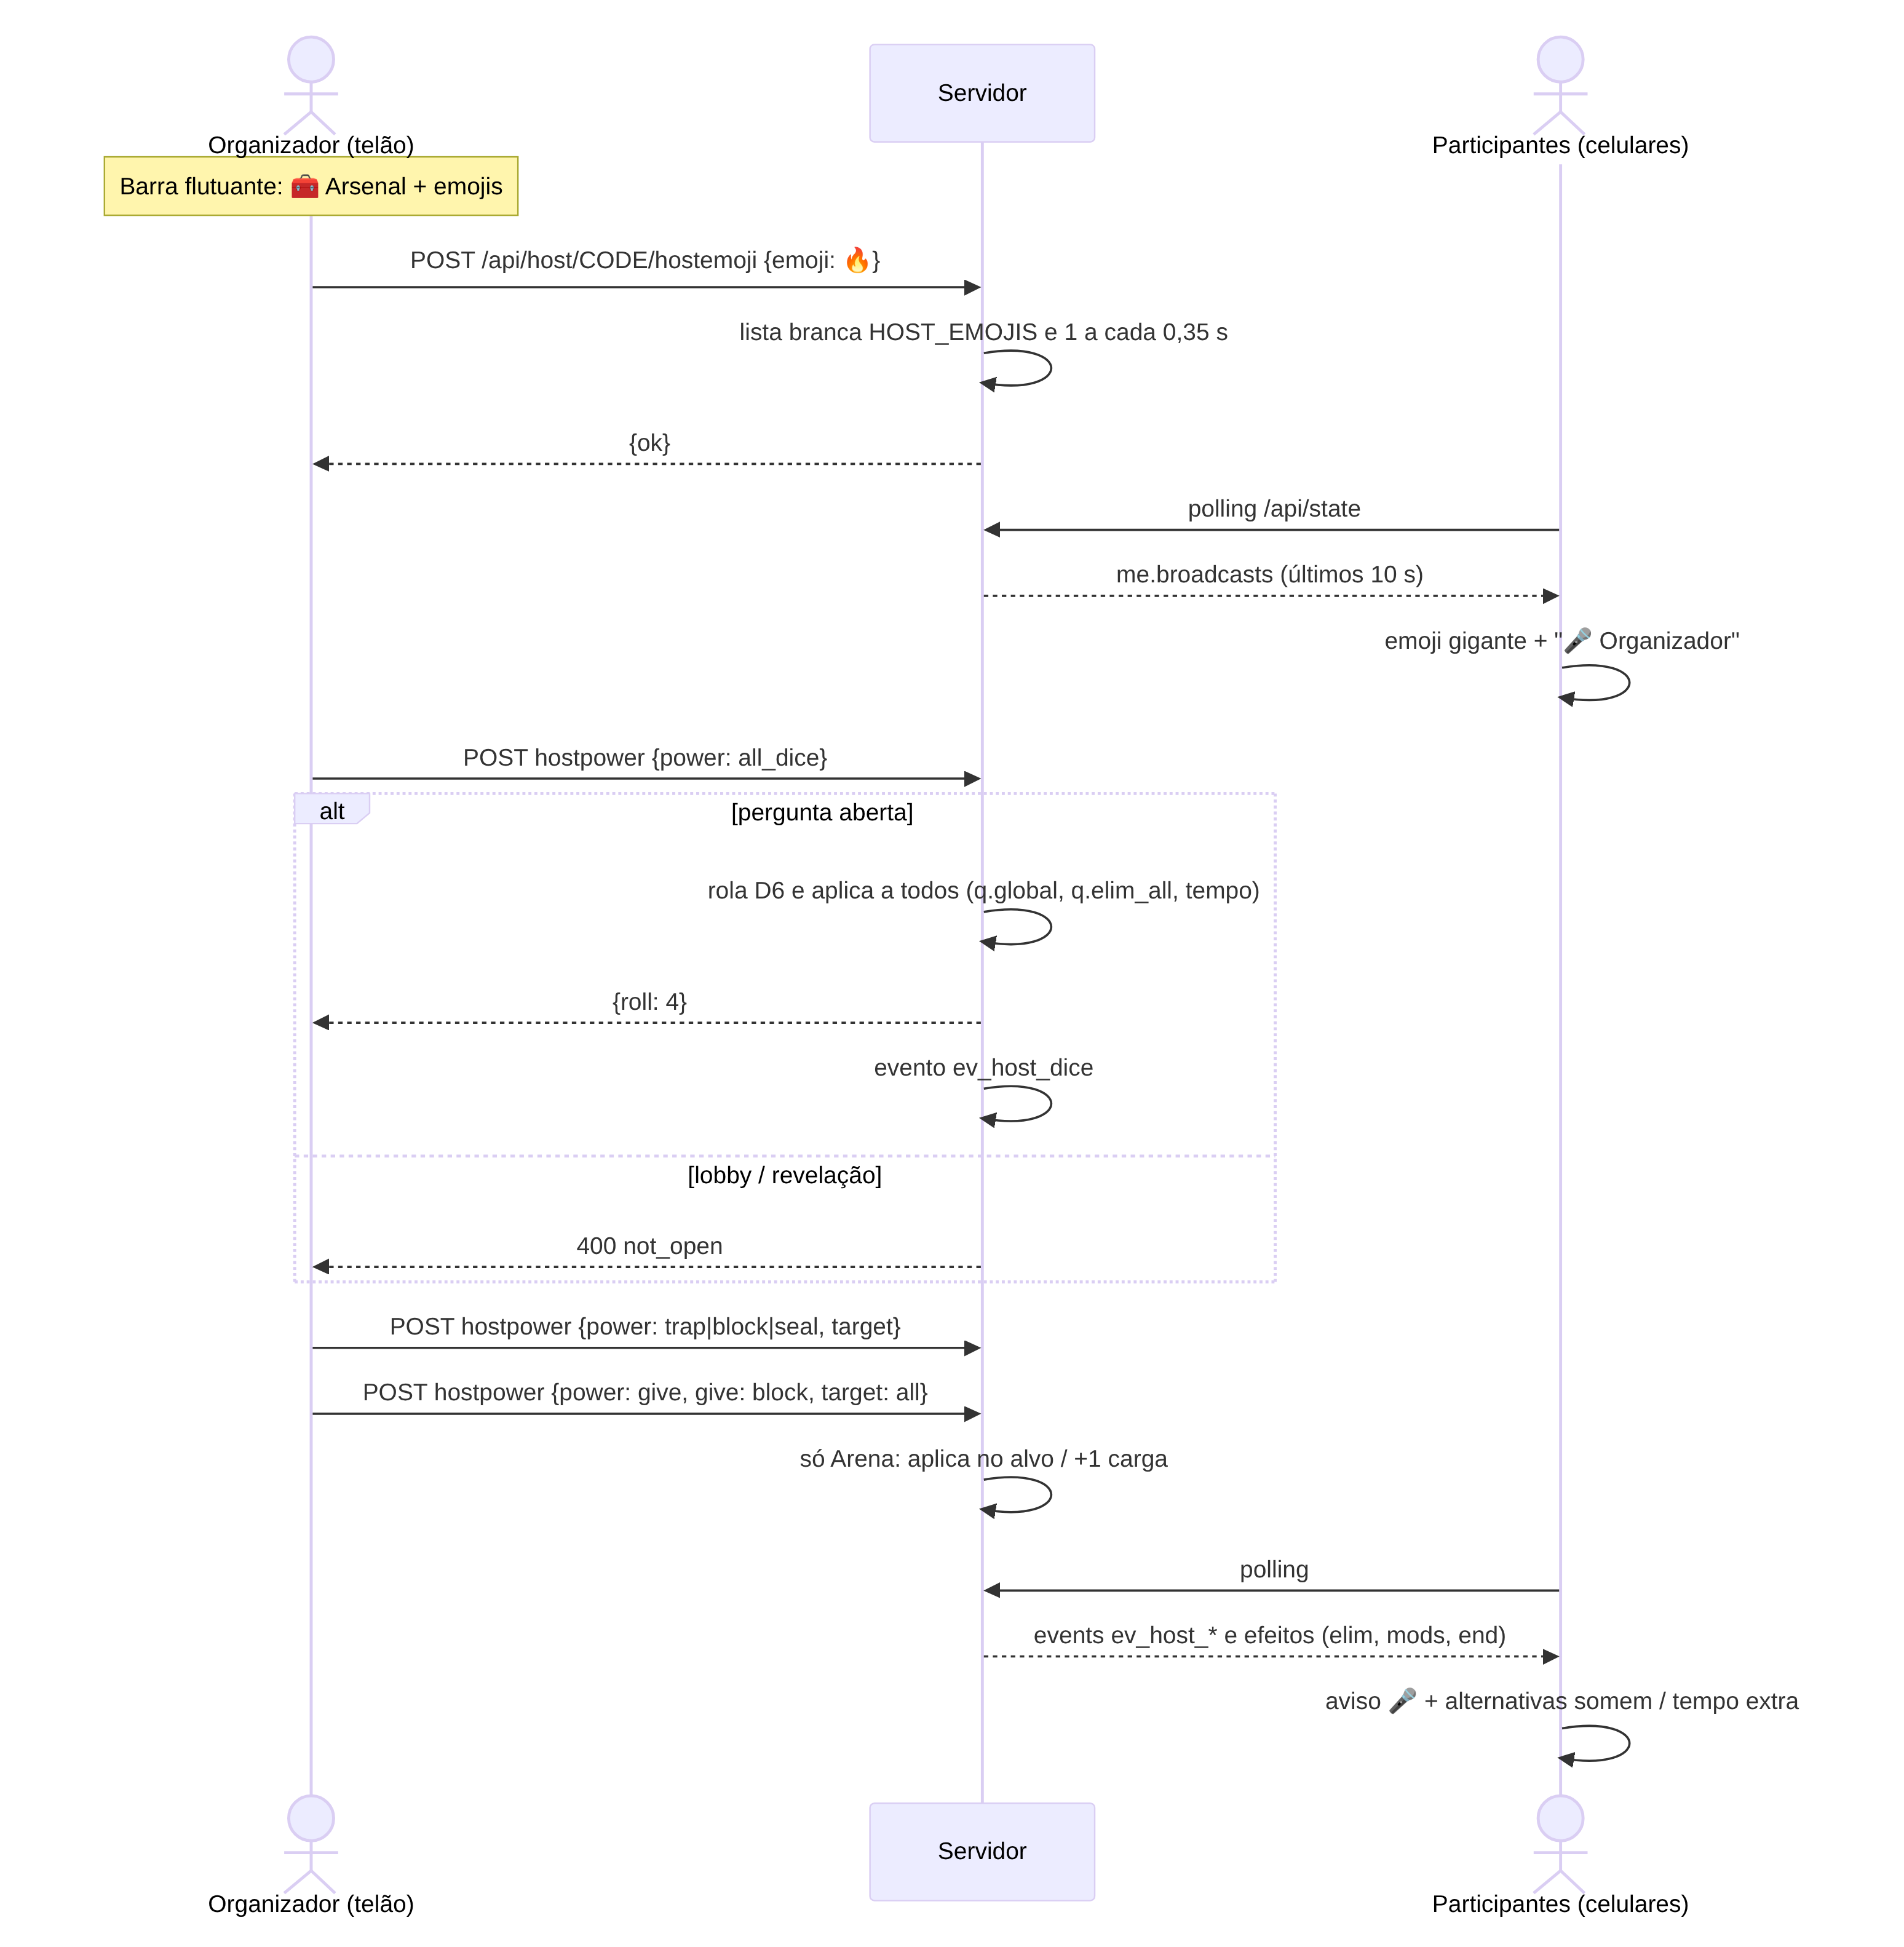 Organizador (telão)
Servidor
Participantes (celulares)
Barra flutuante: 🧰 Arsenal + emojis
POST /api/host/CODE/hostemoji {emoji: 🔥}
lista branca HOST_EMOJIS e 1 a cada 0,35 s
{ok}
polling /api/state
me.broadcasts (últimos 10 s)
emoji gigante + "🎤 Organizador"
POST hostpower {power: all_dice}
alt
[pergunta aberta]
rola D6 e aplica a todos (q.global, q.elim_all, tempo)
{roll: 4}
evento ev_host_dice
[lobby / revelação]
400 not_open
POST hostpower {power: trap|block|seal, target}
POST hostpower {power: give, give: block, target: all}
só Arena: aplica no alvo / +1 carga
polling
events ev_host_* e efeitos (elim, mods, end)
aviso 🎤 + alternativas somem / tempo extra
Organizador (telão)
Servidor
Participantes (celulares)